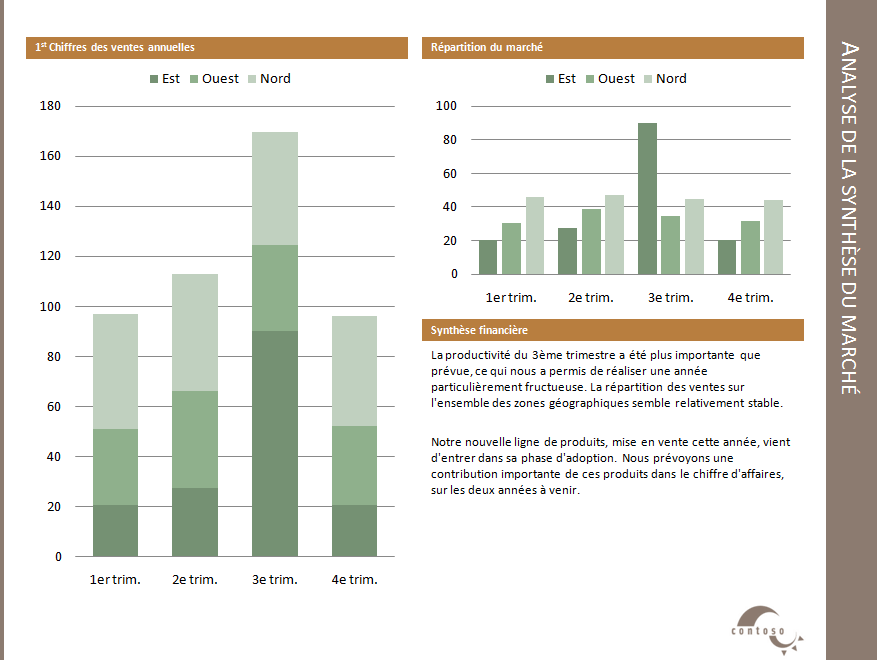 1st Chiffres des ventes annuelles
Est Ouest Nord
180
160
140
120
100
80
60
40
20
0
1er trim. 2e trim. 3e trim. 4e trim.
Répartition du marché
Est Ouest Nord
100
80
60
40
20
0
1er trim. 2e trim. 3e trim. 4e trim.
Synthèse financière
La productivité du 3ème trimestre a été plus importante que
prévue, ce qui nous a permis de réaliser une année
particulièrement fructueuse. La répartition des ventes sur
l'ensemble des zones géographiques semble relativement stable.
Notre nouvelle ligne de produits, mise en vente cette année, vient
d'entrer dans sa phase d'adoption. Nous prévoyons une
contribution importante de ces produits dans le chiffre d'affaires,
sur les deux années à venir.
contoso
ANALYSE DE LA SYNTHÈSE DU MARCHÉ